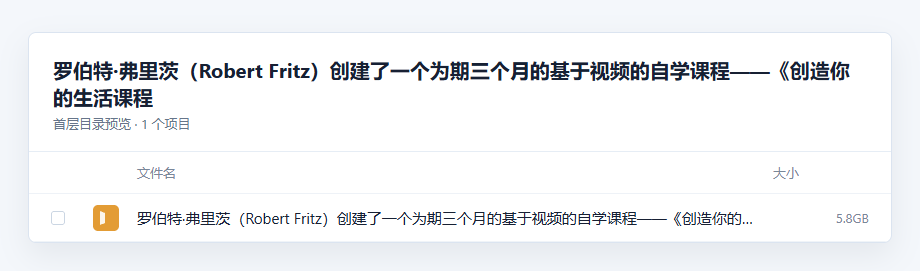 罗伯特·弗里茨（Robert Fritz）创建了一个为期三个月的基于视频的自学课程——《创造你
的生活课程
首层目录预览 · 1 个项目
文件名 大小
罗伯特·弗里茨（Robert Fritz）创建了一个为期三个月的基于视频的自学课程——《创造你的... 5.8GB